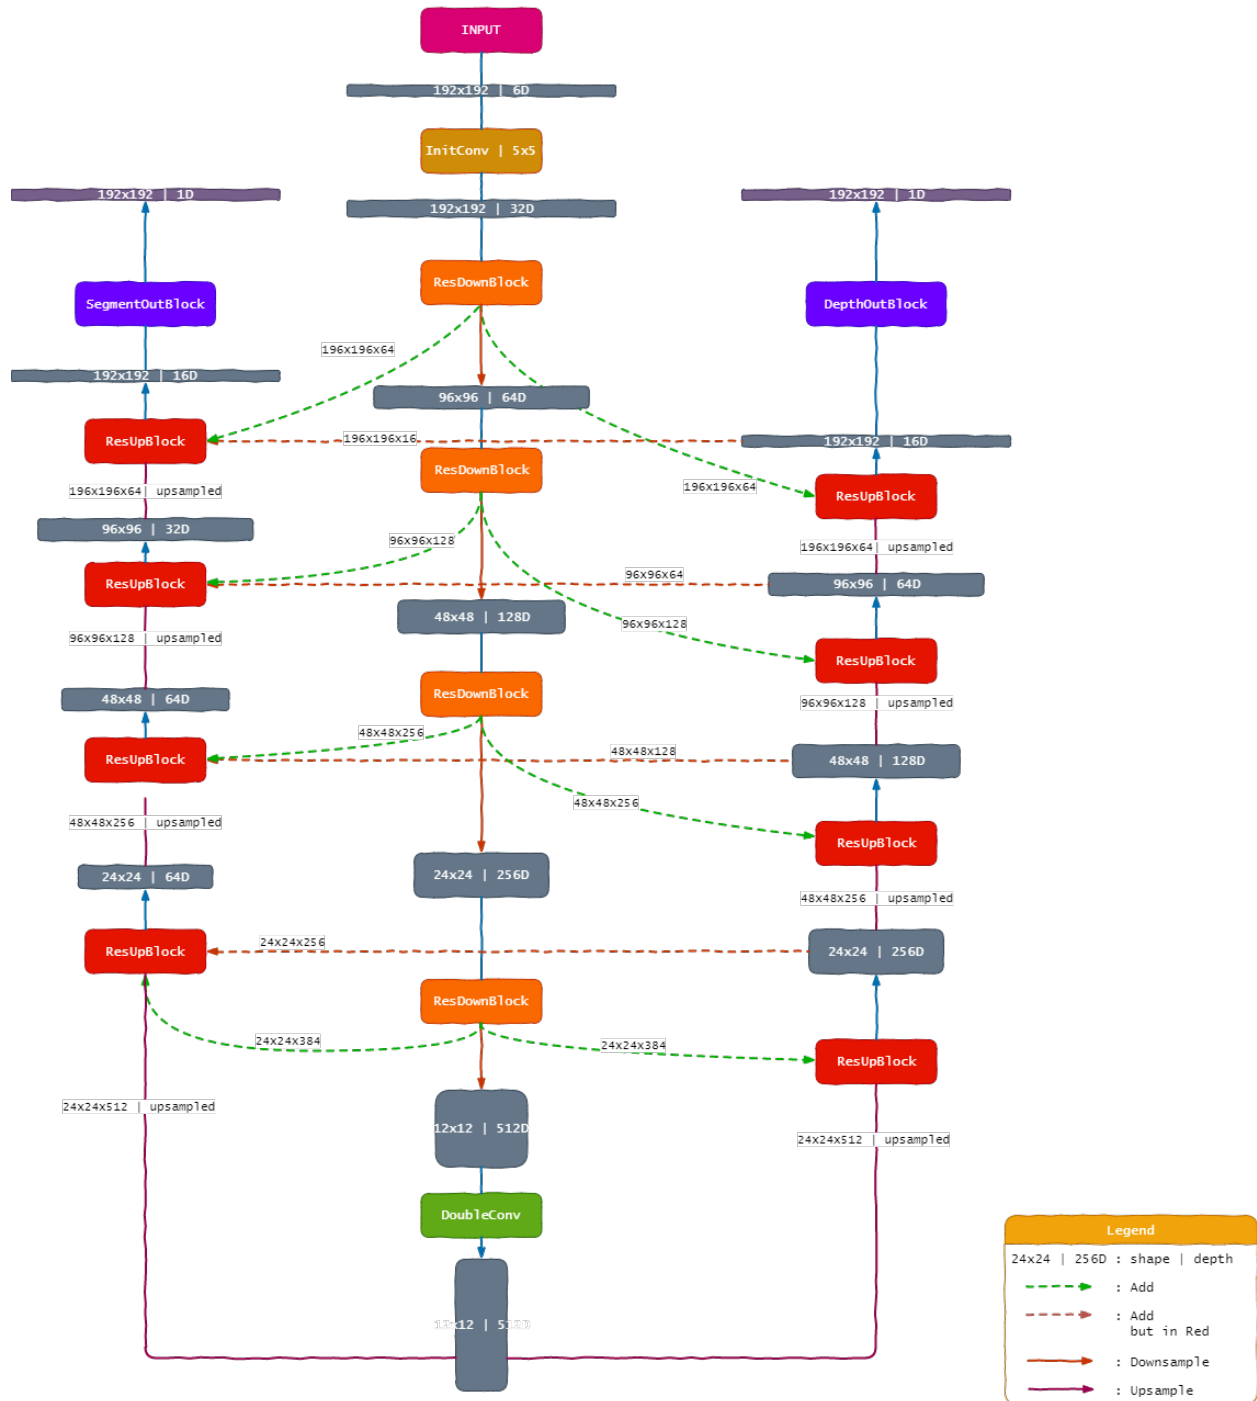 INPUT
192x192 | 6D
InitConv | 5x5
192x192 | 1D
192x192 | 32D
192x192 | 1D
ResDownBlock
SegmentOutBlock
DepthOutBlock
196x196x64
192x192 | 16D
96x96 | 64D
ResUpBlock
196x196x16
192x192 | 16D
ResDownBlock
196x196x64
ResUpBlock
196x196x64| upsampled
96x96 | 32D
96x96x128
196x196x64| upsampled
ResUpBlock
96x96x64
96x96 | 64D
48x48 | 128D
96x96x128
96x96x128 | upsampled
ResUpBlock
48x48 | 64D
ResDownBlock
96x96x128 | upsampled
48x48x256
ResUpBlock
48x48x128
48x48 | 128D
48x48x256
48x48x256 | upsampled
ResUpBlock
24x24 | 64D
24x24 | 256D
48x48x256 | upsampled
ResUpBlock
24x24x256
24x24 | 256D
ResDownBlock
24x24x384
24x24x384
ResUpBlock
24x24x512 | upsampled
12x12 | 512D
24x24x512 | upsampled
DoubleConv
12x12 | 512D
Legend
24x24 | 256D : shape | depth
: Add
: Add
but in Red
: Downsample
: Upsample